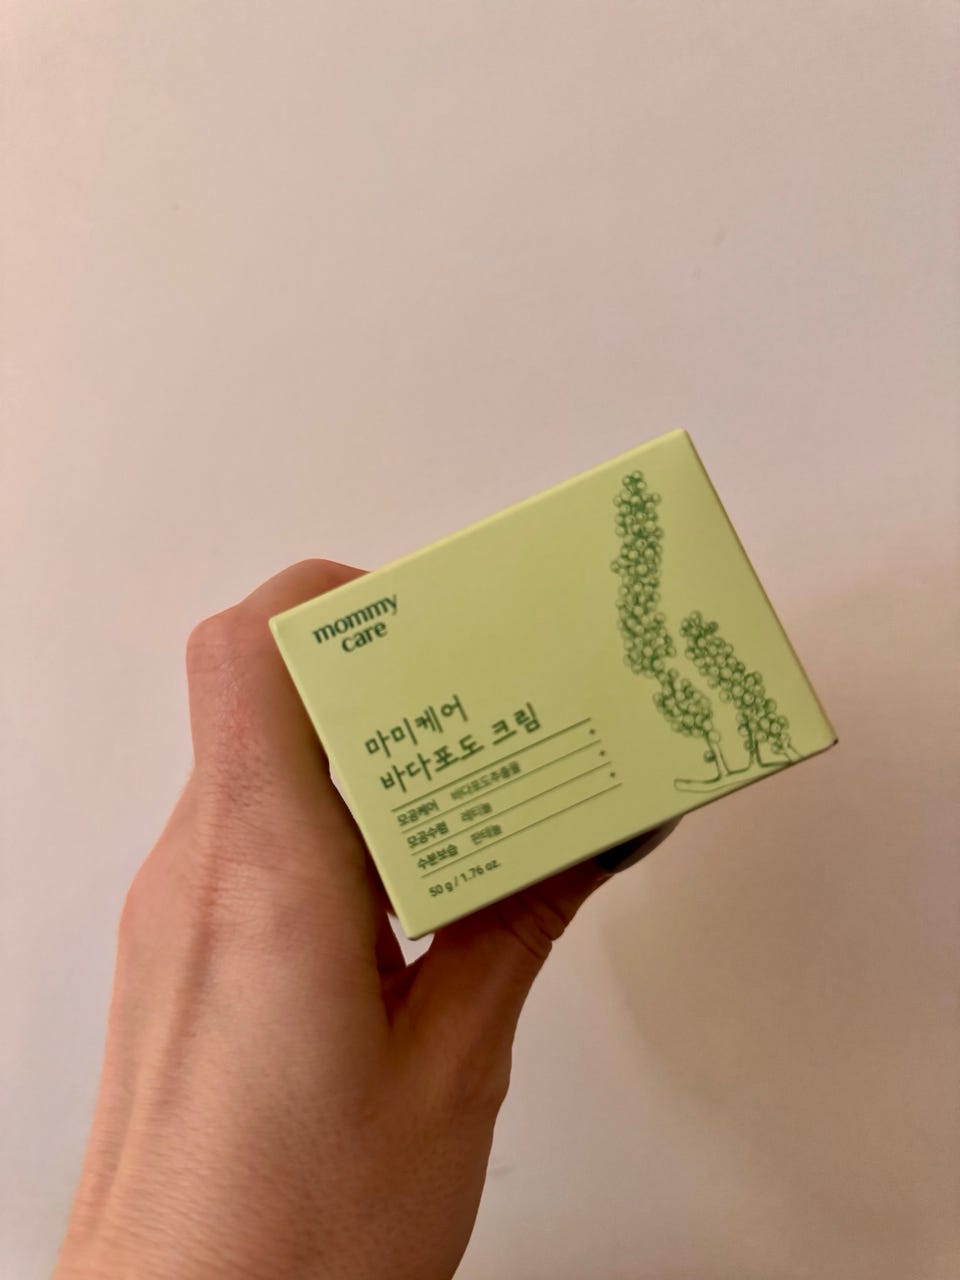 mommy
care
마미케어
바다포도 크림
모공케어 바다포도추출물
모공수렴 레티놀
수분보습 판테놀
50 g / 1.76 oz.